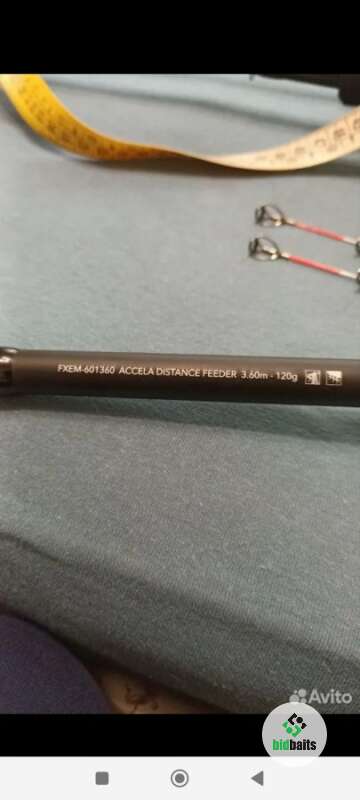 FXEM-601360 ACCELA DISTANCE FEEDER 3.60m - 120g
Avito
bidbaits